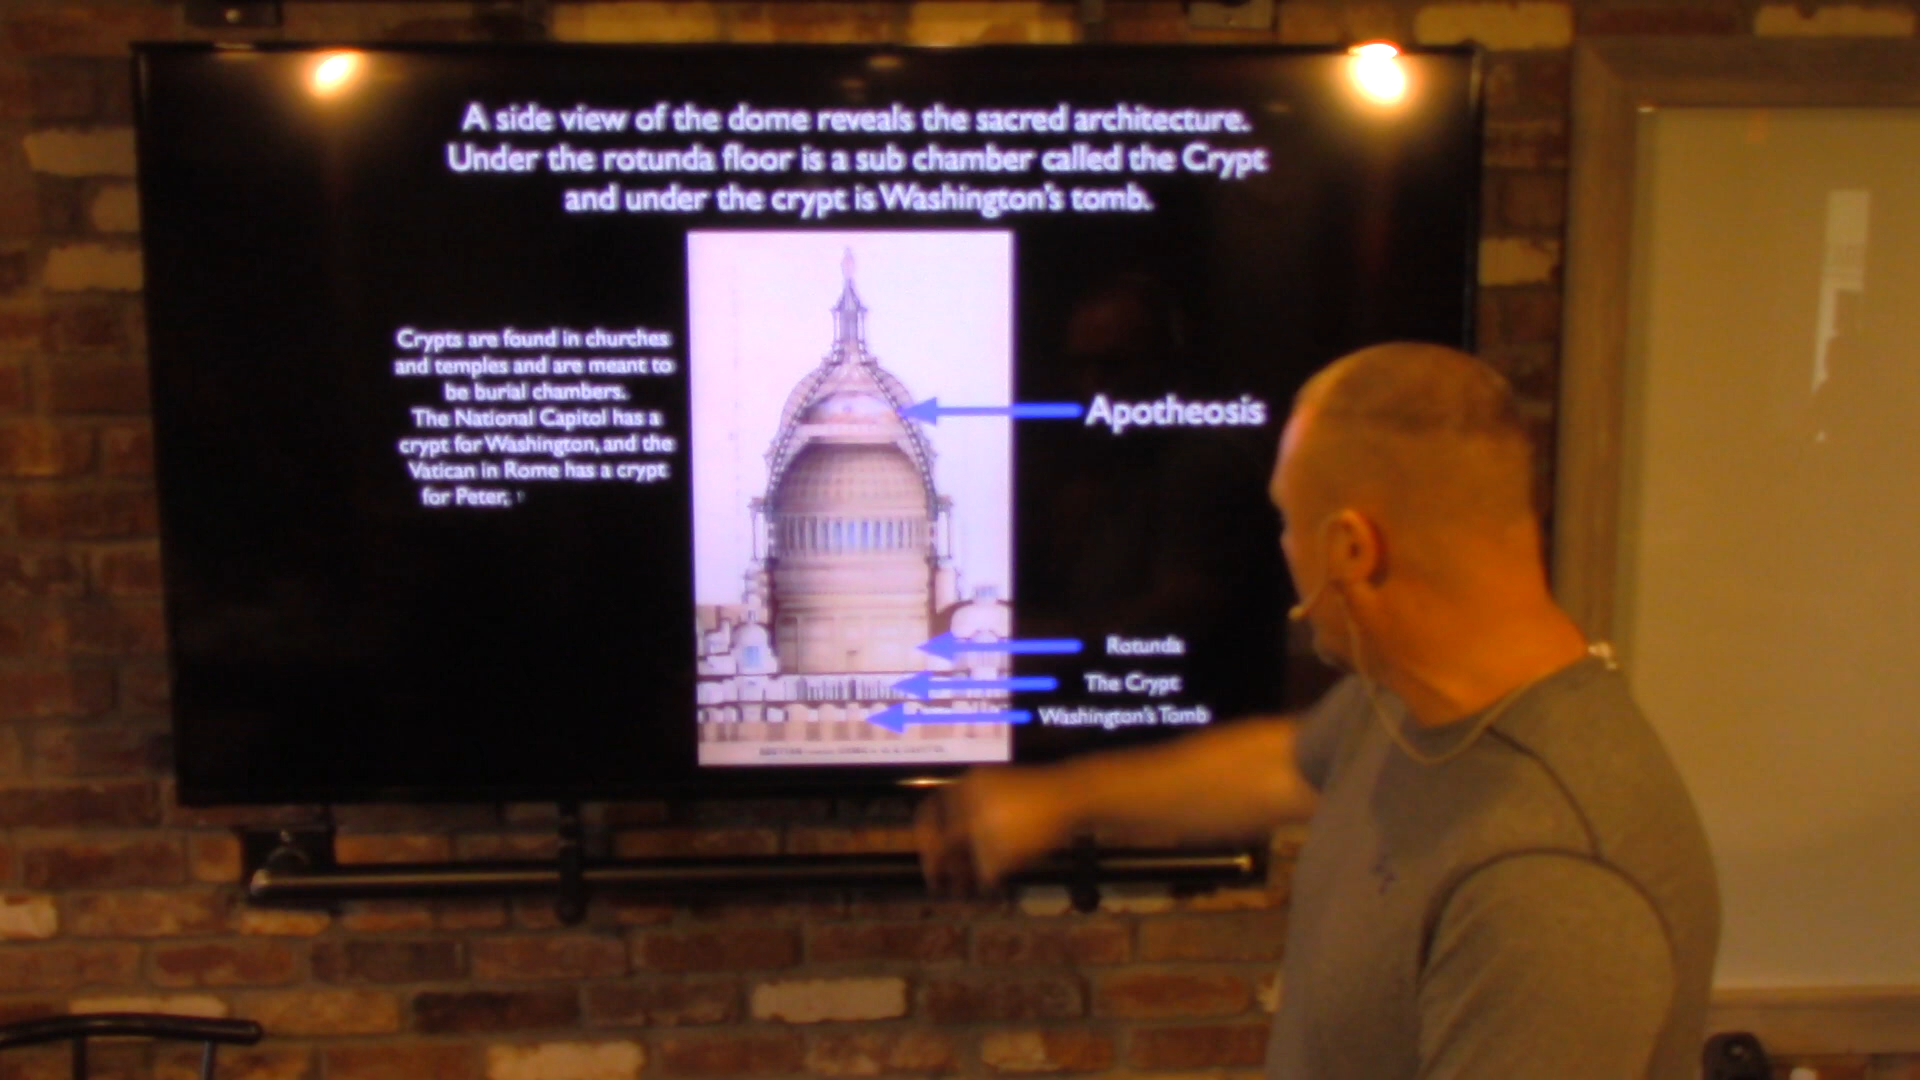 A side view of the dome reveals the sacred architecture.
Under the rotunda floor is a sub chamber called the Crypt
and under the crypt is Washington's tomb.
Crypts are found in churches
and temples and are meant to
be burial chambers.
The National Capitol has a
crypt for Washington, and the
Vatican in Rome has a crypt
for Peter,
Apotheosis
Rotunda
The Crypt
Washington's Tomb
SECTION